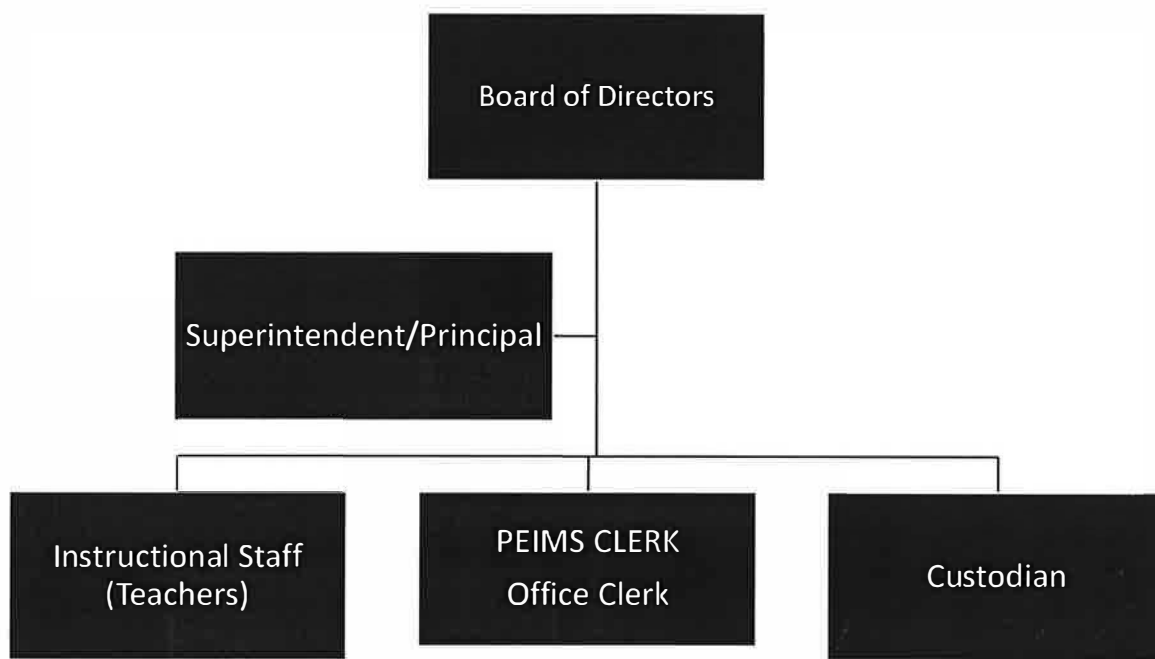 Board of Directors
Superintendent/Principal
Instructional Staff
(Teachers)
PEIMS CLERK
Office Clerk
Custodian